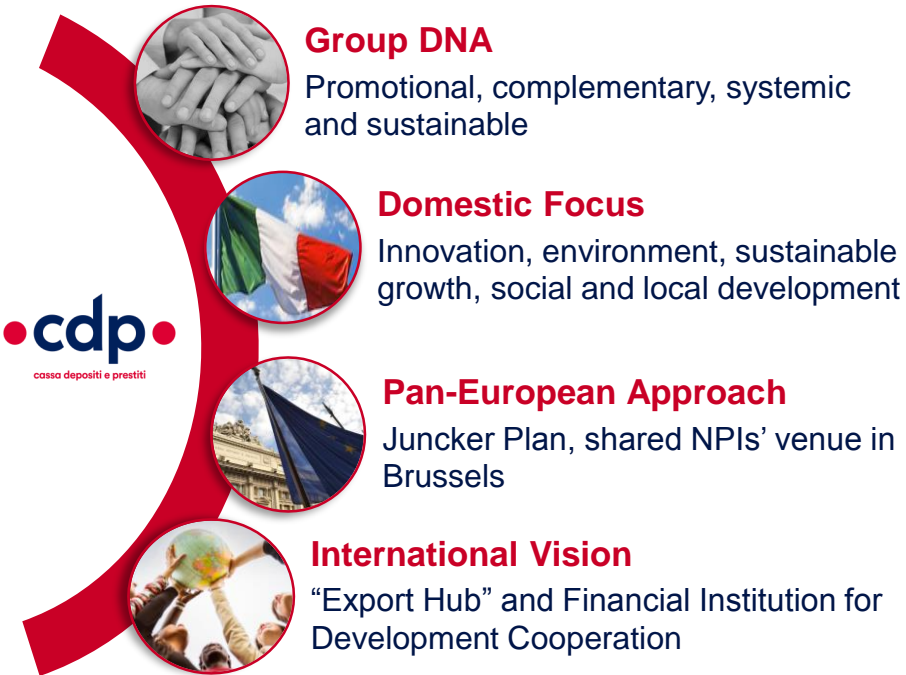 Group DNA
Promotional, complementary, systemic
and sustainable
Domestic Focus
Innovation, environment, sustainable
growth, social and local development
cdp
cassa depositi e prestiti
Pan-European Approach
Juncker Plan, shared NPIs’ venue in
Brussels
International Vision
“Export Hub” and Financial Institution for
Development Cooperation